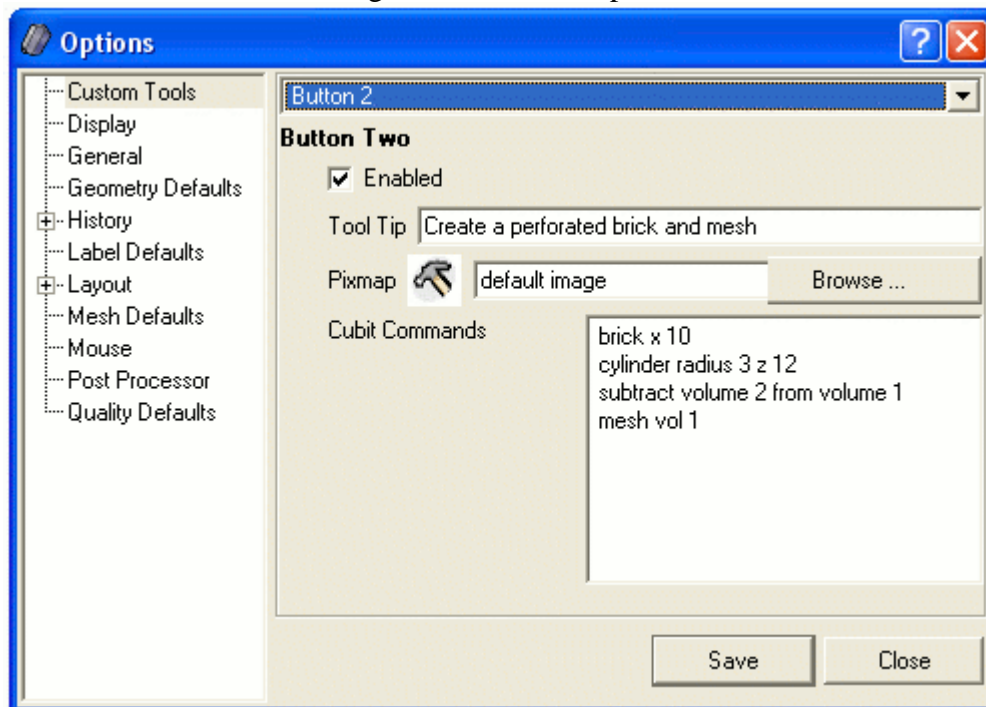 Options
Custom Tools
Display
General
Geometry Defaults
History
Label Defaults
Layout
Mesh Defaults
Mouse
Post Processor
Quality Defaults
Button 2
Button Two
Enabled
Tool Tip Create a perforated brick and mesh
Pixmap default image Browse ...
Cubit Commands
brick x 10
cylinder radius 3 z 12
subtract volume 2 from volume 1
mesh vol 1
Save Close